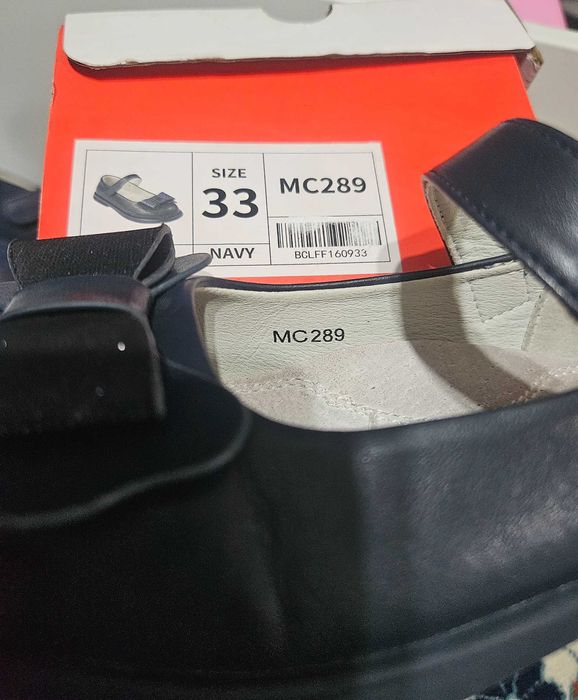 SIZE
33
NAVY
MC289
BCLFF160933
MC289